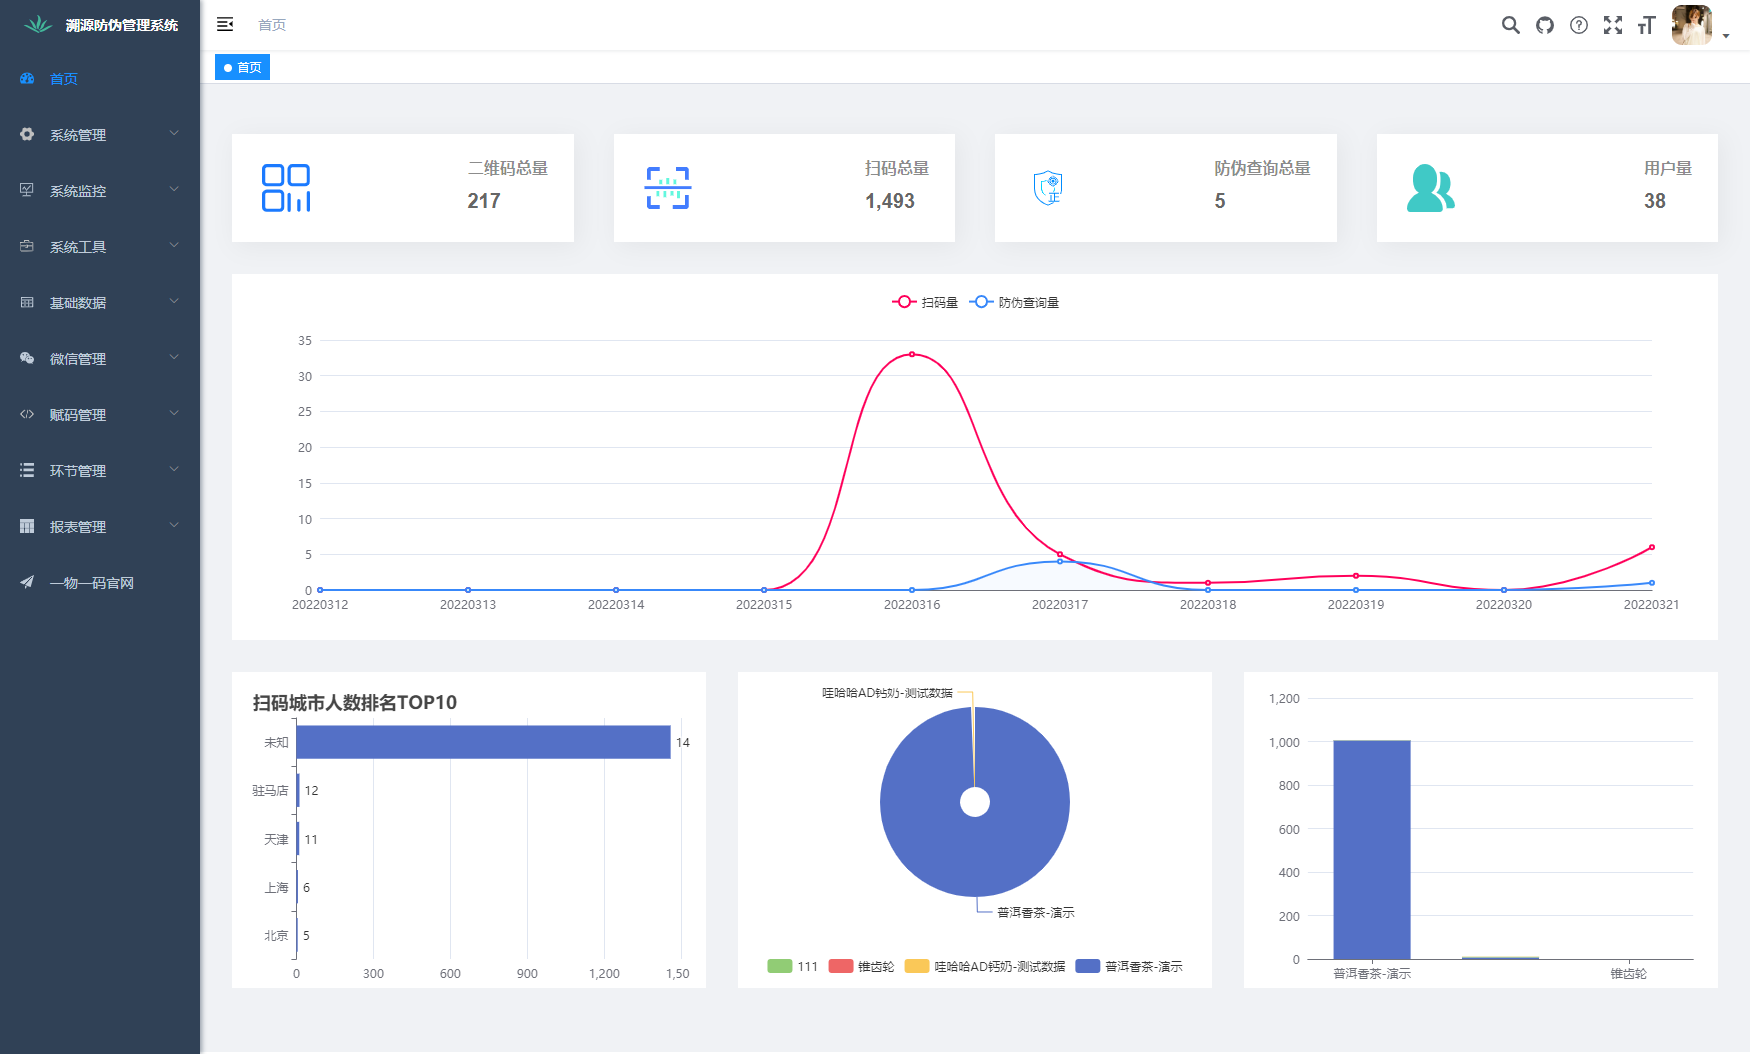 溯源防伪管理系统
首页
首页
首页
系统管理
系统监控
系统工具
基础数据
微信管理
赋码管理
环节管理
报表管理
一物一码官网
二维码总量
217
扫码总量
1,493
防伪查询总量
5
用户量
38
扫码量
防伪查询量
35
30
25
20
15
10
5
0
20220312
20220313
20220314
20220315
20220316
20220317
20220318
20220319
20220320
20220321
扫码城市人数排名TOP10
未知
14
驻马店
12
天津
11
上海
6
北京
5
0
300
600
900
1,200
1,50
哇哈哈AD钙奶-测试数据
普洱香茶-演示
111
锥齿轮
哇哈哈AD钙奶-测试数据
普洱香茶-演示
1,200
1,000
800
600
400
200
0
普洱香茶-演示
锥齿轮